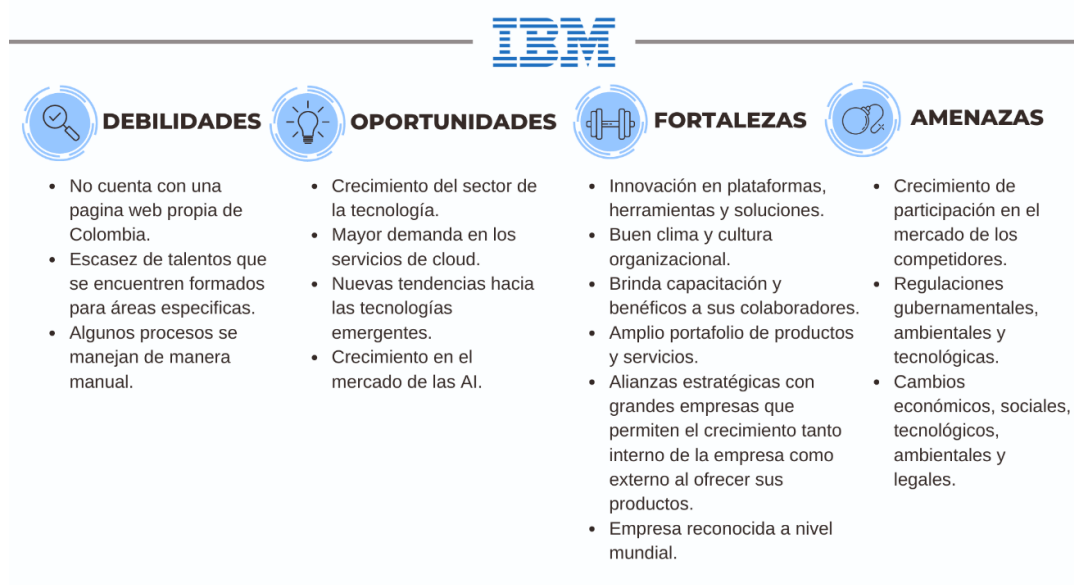 IBM
DEBILIDADES
No cuenta con una
pagina web propia de
Colombia.
Escasez de talentos que
se encuentren formados
para áreas especificas.
Algunos procesos se
manejan de manera
manual.
OPORTUNIDADES
Crecimiento del sector de
la tecnología.
Mayor demanda en los
servicios de cloud.
Nuevas tendencias hacia
las tecnologías
emergentes.
Crecimiento en el
mercado de las AI.
FORTALEZAS
Innovación en plataformas,
herramientas y soluciones.
Buen clima y cultura
organizacional.
Brinda capacitación y
benéficos a sus colaboradores.
Amplio portafolio de productos
y servicios.
Alianzas estratégicas con
grandes empresas que
permiten el crecimiento tanto
interno de la empresa como
externo al ofrecer sus
productos.
Empresa reconocida a nivel
mundial.
AMENAZAS
Crecimiento de
participación en el
mercado de los
competidores.
Regulaciones
gubernamentales,
ambientales y
tecnológicas.
Cambios
económicos, sociales,
tecnológicos,
ambientales y
legales.